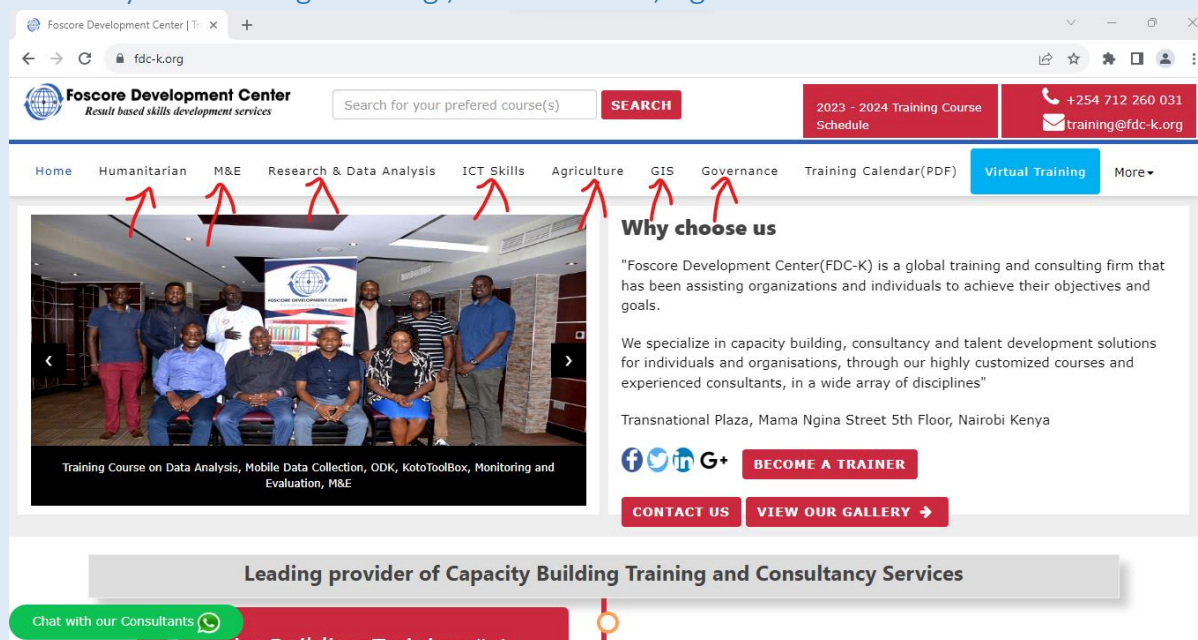 Foscore Development Center | Tr
fdc-k.org
Foscore Development Center
Result based skills development services
Search for your prefered course(s)
SEARCH
2023 - 2024 Training Course
Schedule
+254 712 260 031
training@fdc-k.org
Home Humanitarian M&E Research & Data Analysis ICT Skills Agriculture GIS Governance Training Calendar(PDF) Virtual Training More
FOSCORE DEVELOPMENT CENTER
Training Course on Data Analysis, Mobile Data Collection, ODK, KotoToolBox, Monitoring and
Evaluation, M&E
Why choose us
"Foscore Development Center(FDC-K) is a global training and consulting firm that
has been assisting organizations and individuals to achieve their objectives and
goals.
We specialize in capacity building, consultancy and talent development solutions
for individuals and organisations, through our highly customized courses and
experienced consultants, in a wide array of disciplines"
Transnational Plaza, Mama Ngina Street 5th Floor, Nairobi Kenya
f in G+
BECOME A TRAINER
CONTACT US
VIEW OUR GALLERY
Leading provider of Capacity Building Training and Consultancy Services
Chat with our Consultants